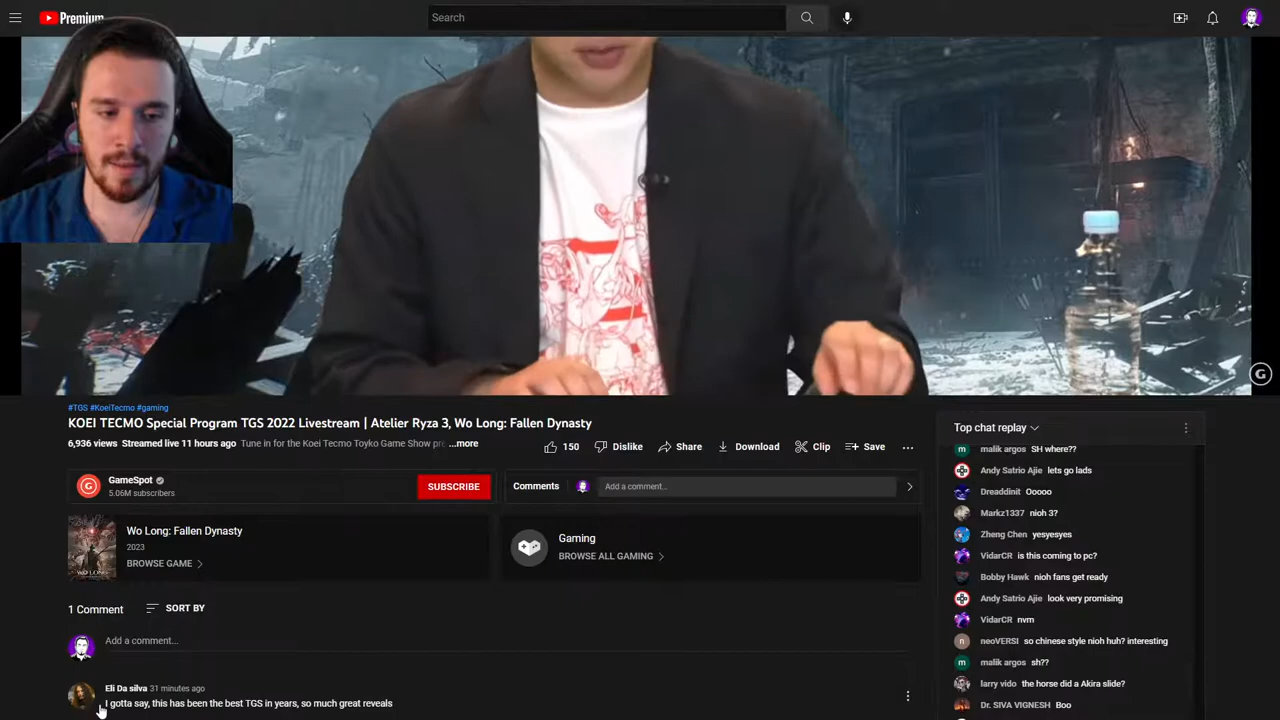 Premium
Search
#TGS #KoeiTecmo #gaming
KOEI TECMO Special Program TGS 2022 Livestream | Atelier Ryza 3, Wo Long: Fallen Dynasty
6,936 views Streamed live 11 hours ago Tune in for the Koei Tecmo Toyko Game Show pre ...more
150 Dislike Share Download Clip Save
GameSpot
5.06M subscribers
SUBSCRIBE
Comments Add a comment...
Wo Long: Fallen Dynasty
2023
BROWSE GAME
Gaming
BROWSE ALL GAMING
1 Comment SORT BY
Add a comment...
Eli Da silva 31 minutes ago
I gotta say, this has been the best TGS in years, so much great reveals
Top chat replay
malik argos SH where??
Andy Satrio Ajie lets go lads
Dreaddinit Ooooo
Markz1337 nioh 3?
Zheng Chen yesyesyes
VidarCR is this coming to pc?
Bobby Hawk nioh fans get ready
Andy Satrio Ajie look very promising
VidarCR nvm
neoVERSI so chinese style nioh huh? interesting
malik argos sh??
larry vido the horse did a Akira slide?
Dr. SIVA VIGNESH Boo